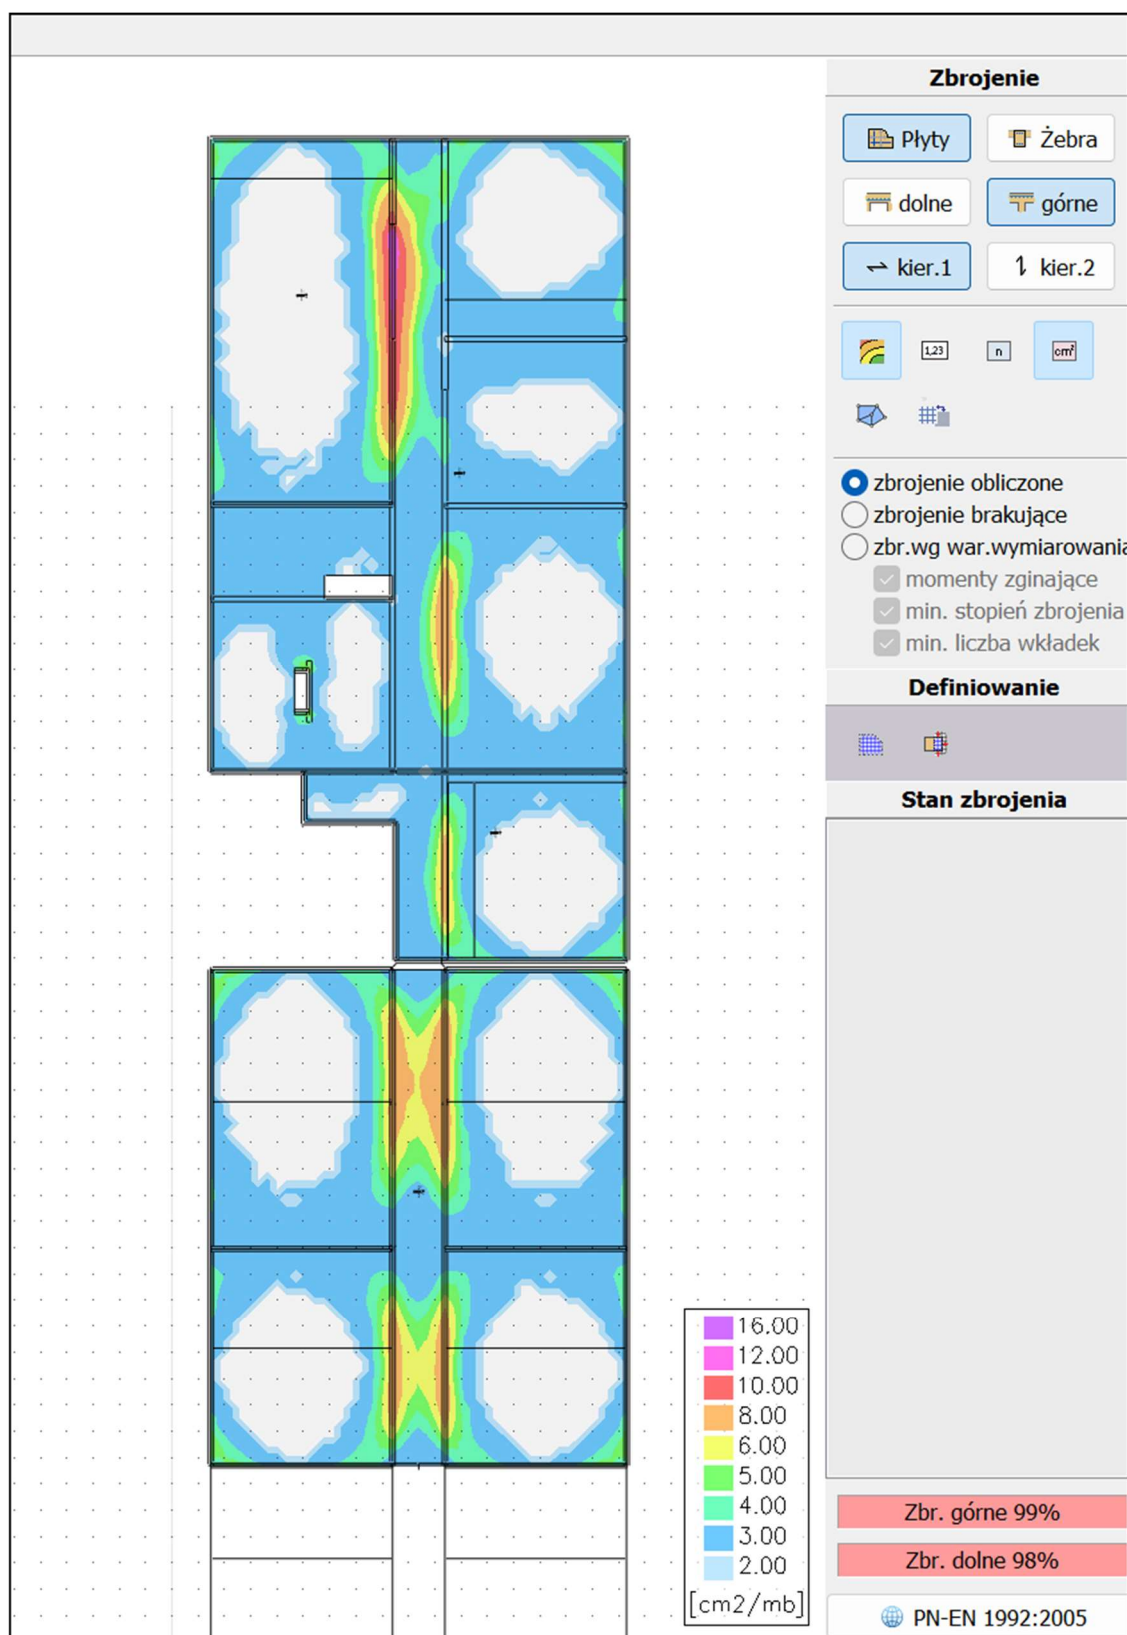 Zbrojenie
Płyty
Żebra
dolne
górne
kier.1
kier.2
1,23
n
cm²
zbrojenie obliczone
zbrojenie brakujące
zbr.wg war.wymiarowania
momenty zginające
min. stopień zbrojenia
min. liczba wkładek
Definiowanie
Stan zbrojenia
16.00
12.00
10.00
8.00
6.00
5.00
4.00
3.00
2.00
[cm2/mb]
Zbr. górne 99%
Zbr. dolne 98%
PN-EN 1992:2005